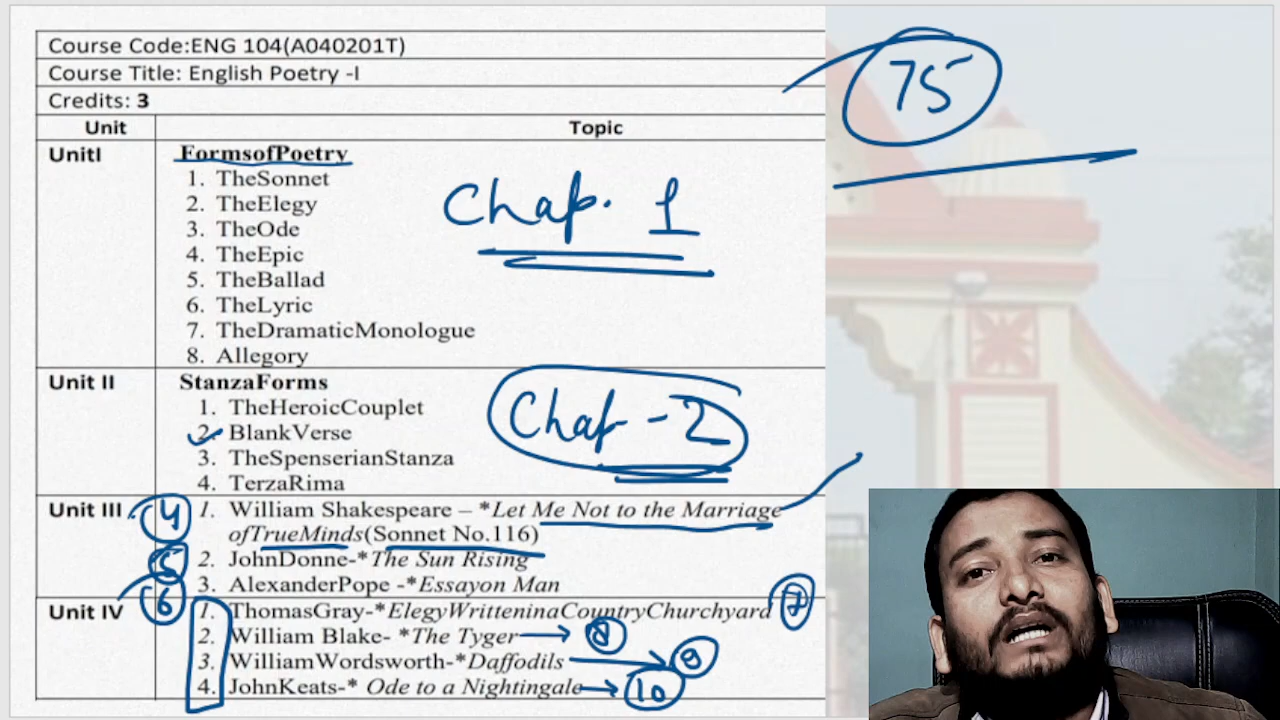 Course Code:ENG 104(A040201T)
75
Course Title: English Poetry -I
Credits: 3
Unit Topic
UnitI FormsofPoetry
1. TheSonnet
2. TheElegy
Chap. 1
3. TheOde
4. TheEpic
5. TheBallad
6. TheLyric
7. TheDramaticMonologue
8. Allegory
Unit II StanzaForms
1. TheHeroicCouplet
Chap - 2
2. BlankVerse
3. TheSpenserianStanza
4. TerzaRima
Unit III 4 1. William Shakespeare – *Let Me Not to the Marriage
ofTrueMinds(Sonnet No.116)
5 2. JohnDonne-*The Sun Rising
6 3. AlexanderPope -*Essayon Man
Unit IV 1. ThomasGray-*ElegyWritteninaCountryChurchyard 7
2. William Blake- *The Tyger 8
3. WilliamWordsworth-*Daffodils 9
4. JohnKeats-* Ode to a Nightingale 10